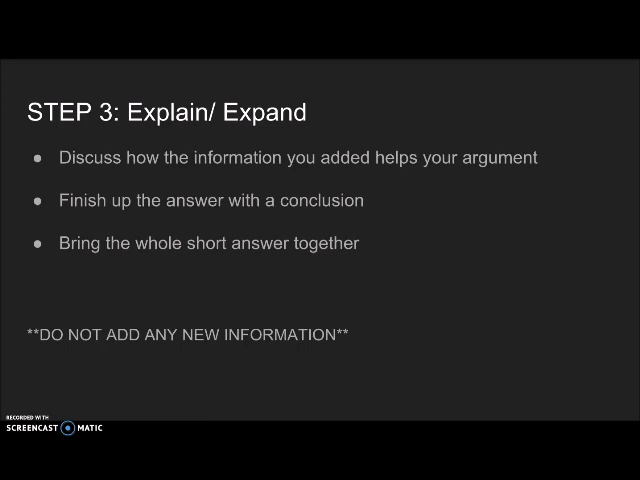 STEP 3: Explain/ Expand
● Discuss how the information you added helps your argument
● Finish up the answer with a conclusion
● Bring the whole short answer together
**DO NOT ADD ANY NEW INFORMATION**
RECORDED WITH
SCREENCAST MATIC